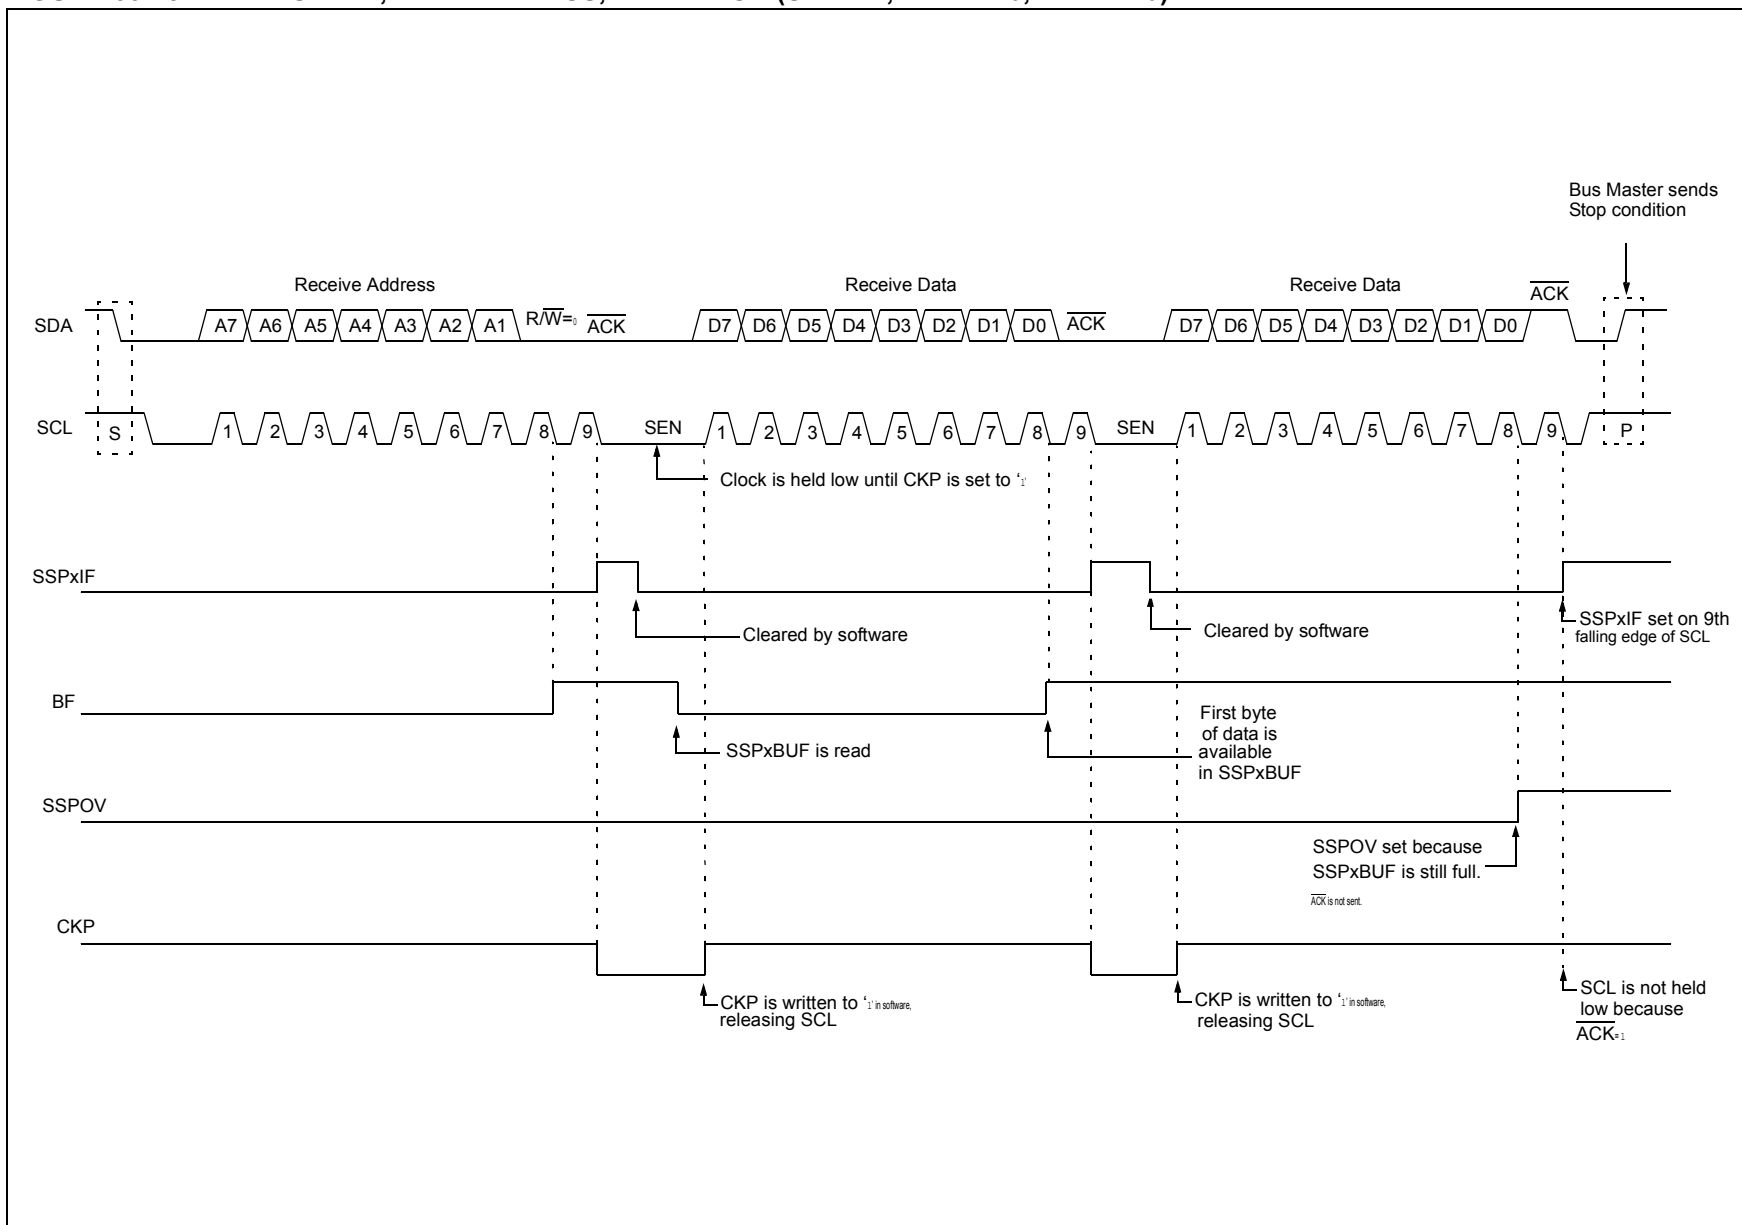 Bus Master sends
Stop condition
Receive Address
Receive Data
Receive Data
ACK
SDA
A7 A6 A5 A4 A3 A2 A1 R/W=0 ACK
D7 D6 D5 D4 D3 D2 D1 D0 ACK
D7 D6 D5 D4 D3 D2 D1 D0
SCL
S
1 2 3 4 5 6 7 8 9 SEN
1 2 3 4 5 6 7 8 9 SEN
1 2 3 4 5 6 7 8 9 P
Clock is held low until CKP is set to ‘1’
SSPxIF
Cleared by software
Cleared by software
SSPxIF set on 9th
falling edge of SCL
BF
SSPxBUF is read
First byte
of data is
available
in SSPxBUF
SSPOV
SSPOV set because
SSPxBUF is still full.
ACK is not sent.
CKP
CKP is written to ‘1’ in software,
releasing SCL
CKP is written to ‘1’ in software,
releasing SCL
SCL is not held
low because
ACK=1